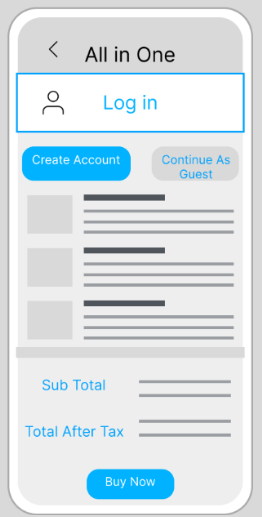 All in One
Log in
Create Account
Continue As
Guest
Sub Total
Total After Tax
Buy Now